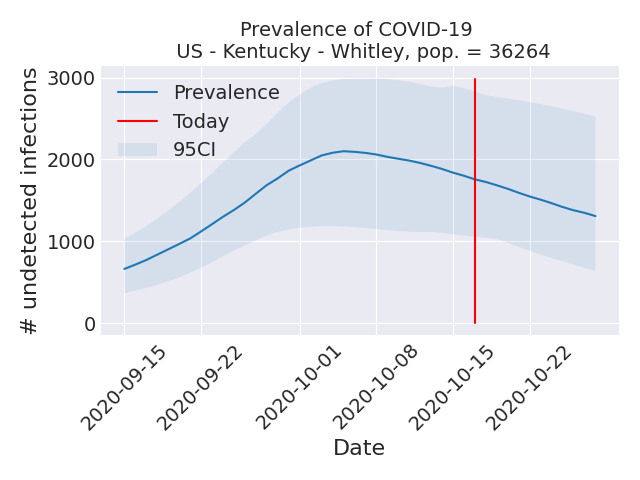 Prevalence of COVID-19
US - Kentucky - Whitley, pop. = 36264
# undetected infections
3000
2000
1000
0
Prevalence
Today
95CI
2020-09-15
2020-09-22
2020-10-01
2020-10-08
2020-10-15
2020-10-22
Date